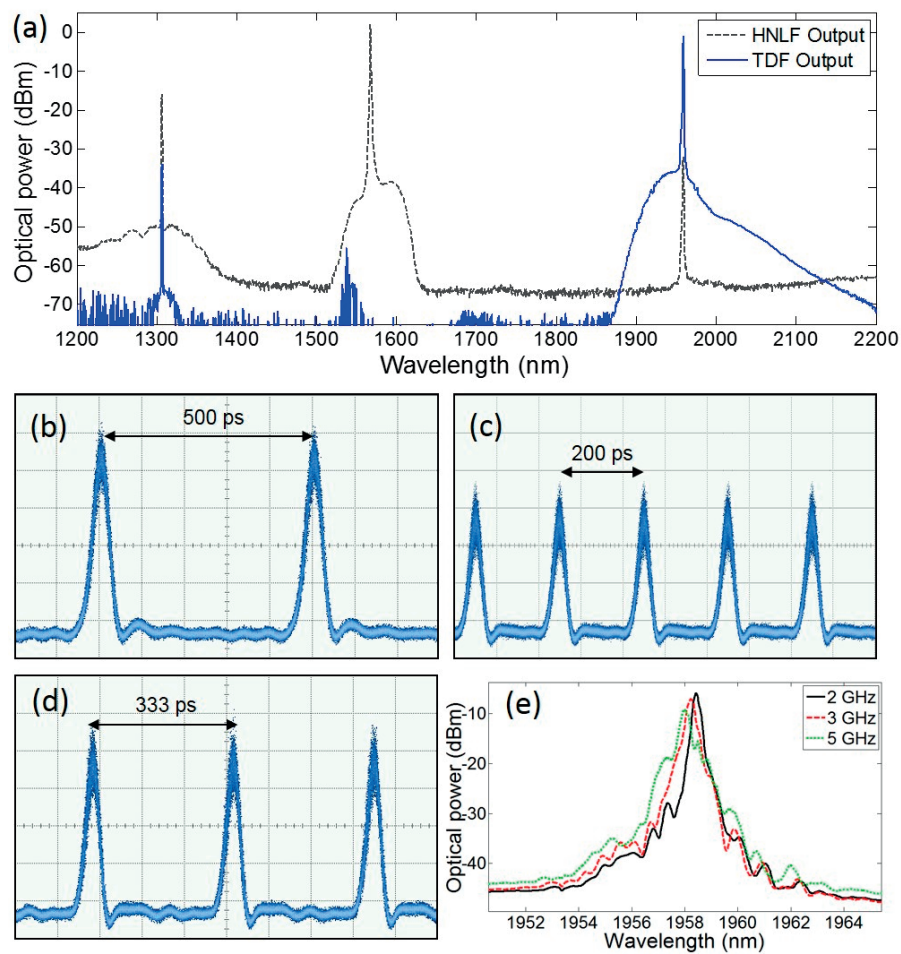 (a)
0
-10
-20
-30
-40
-50
-60
-70
Optical power (dBm)
HNLF Output
TDF Output
1200 1300 1400 1500 1600 1700 1800 1900 2000 2100 2200
Wavelength (nm)
(b)
500 ps
(c)
200 ps
(d)
333 ps
(e)
-10
-20
-30
-40
Optical power (dBm)
2 GHz
3 GHz
5 GHz
1952 1954 1956 1958 1960 1962 1964
Wavelength (nm)